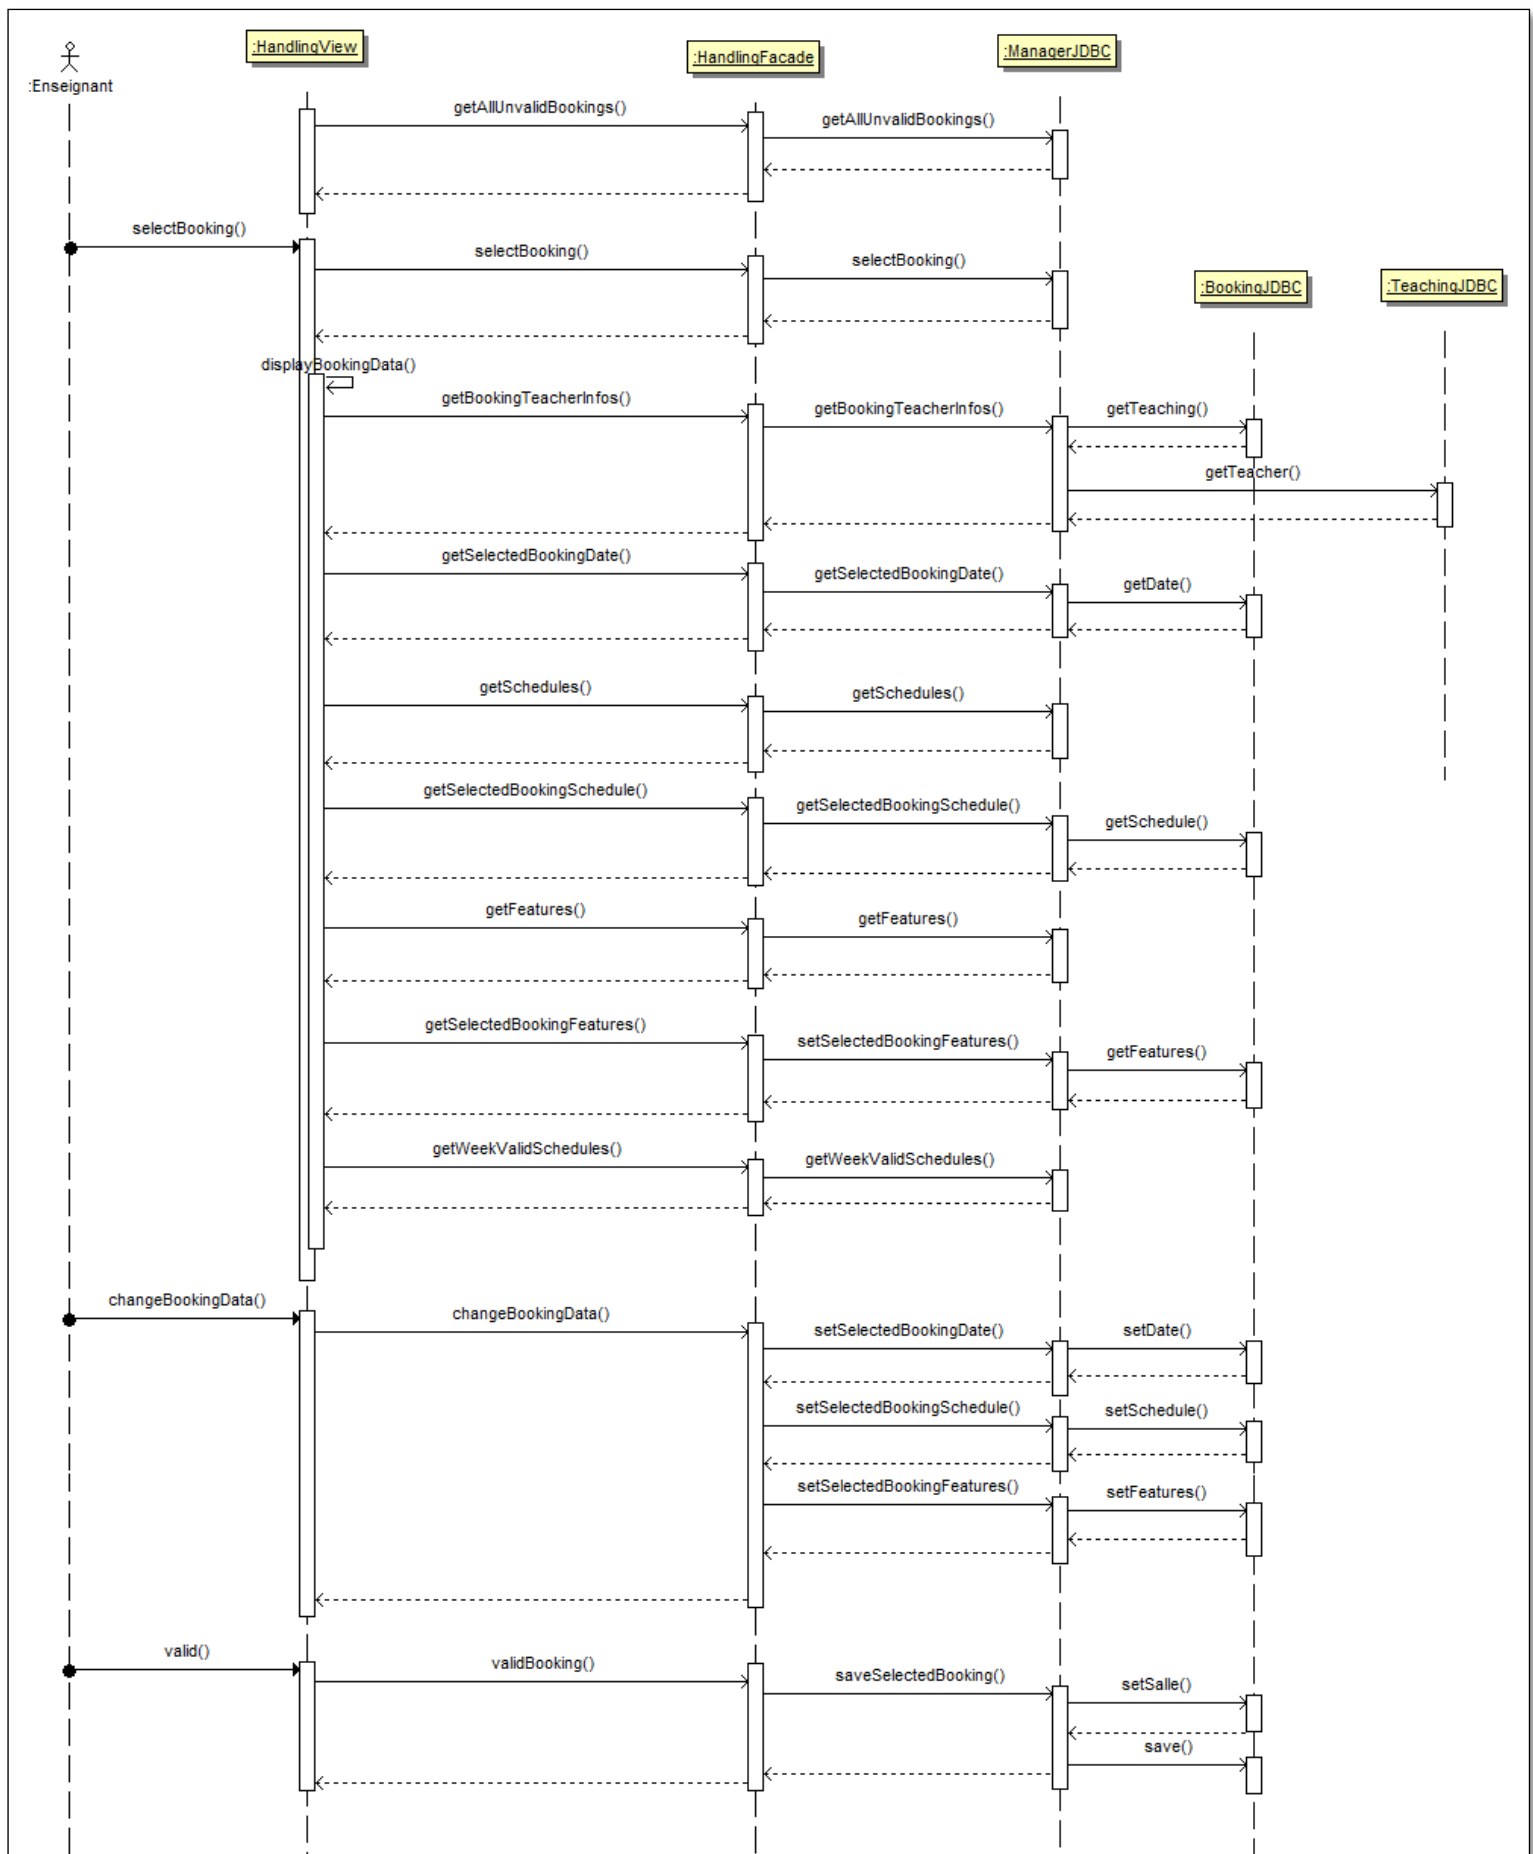 :HandlingView
:HandlingFacade
:ManagerJDBC
:Enseignant
getAllUnvalidBookings()
getAllUnvalidBookings()
selectBooking()
selectBooking()
selectBooking()
:BookingJDBC
:TeachingJDBC
displayBookingData()
getBookingTeacherInfos()
getBookingTeacherInfos()
getTeaching()
getTeacher()
getSelectedBookingDate()
getSelectedBookingDate()
getDate()
getSchedules()
getSchedules()
getSelectedBookingSchedule()
getSelectedBookingSchedule()
getSchedule()
getFeatures()
getFeatures()
getSelectedBookingFeatures()
setSelectedBookingFeatures()
getFeatures()
getWeekValidSchedules()
getWeekValidSchedules()
changeBookingData()
changeBookingData()
setSelectedBookingDate()
setDate()
setSelectedBookingSchedule()
setSchedule()
setSelectedBookingFeatures()
setFeatures()
valid()
validBooking()
saveSelectedBooking()
setSalle()
save()